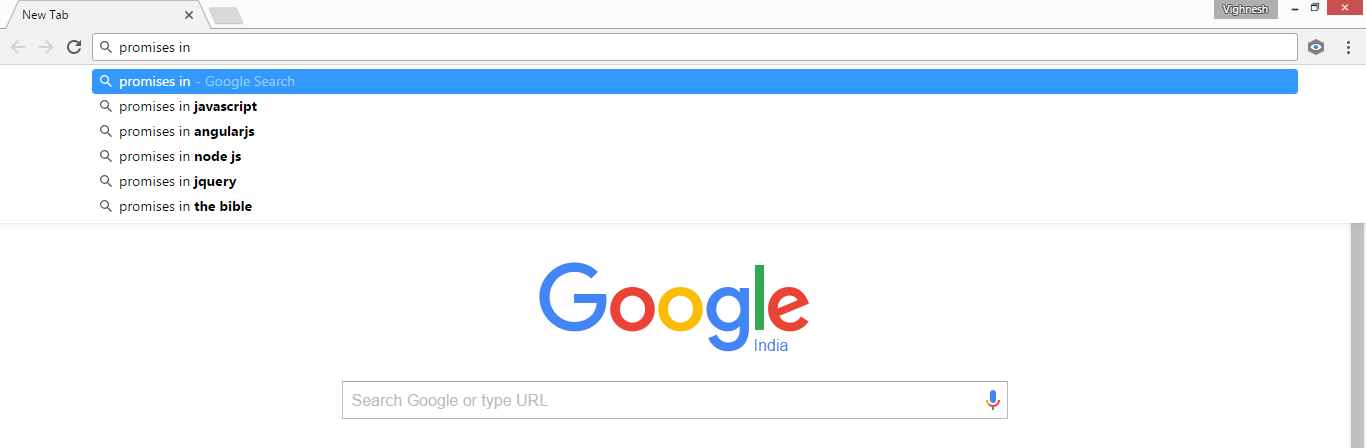 New Tab
Vighnesh
promises in
promises in - Google Search
promises in javascript
promises in angularjs
promises in node js
promises in jquery
promises in the bible
Google
India
Search Google or type URL